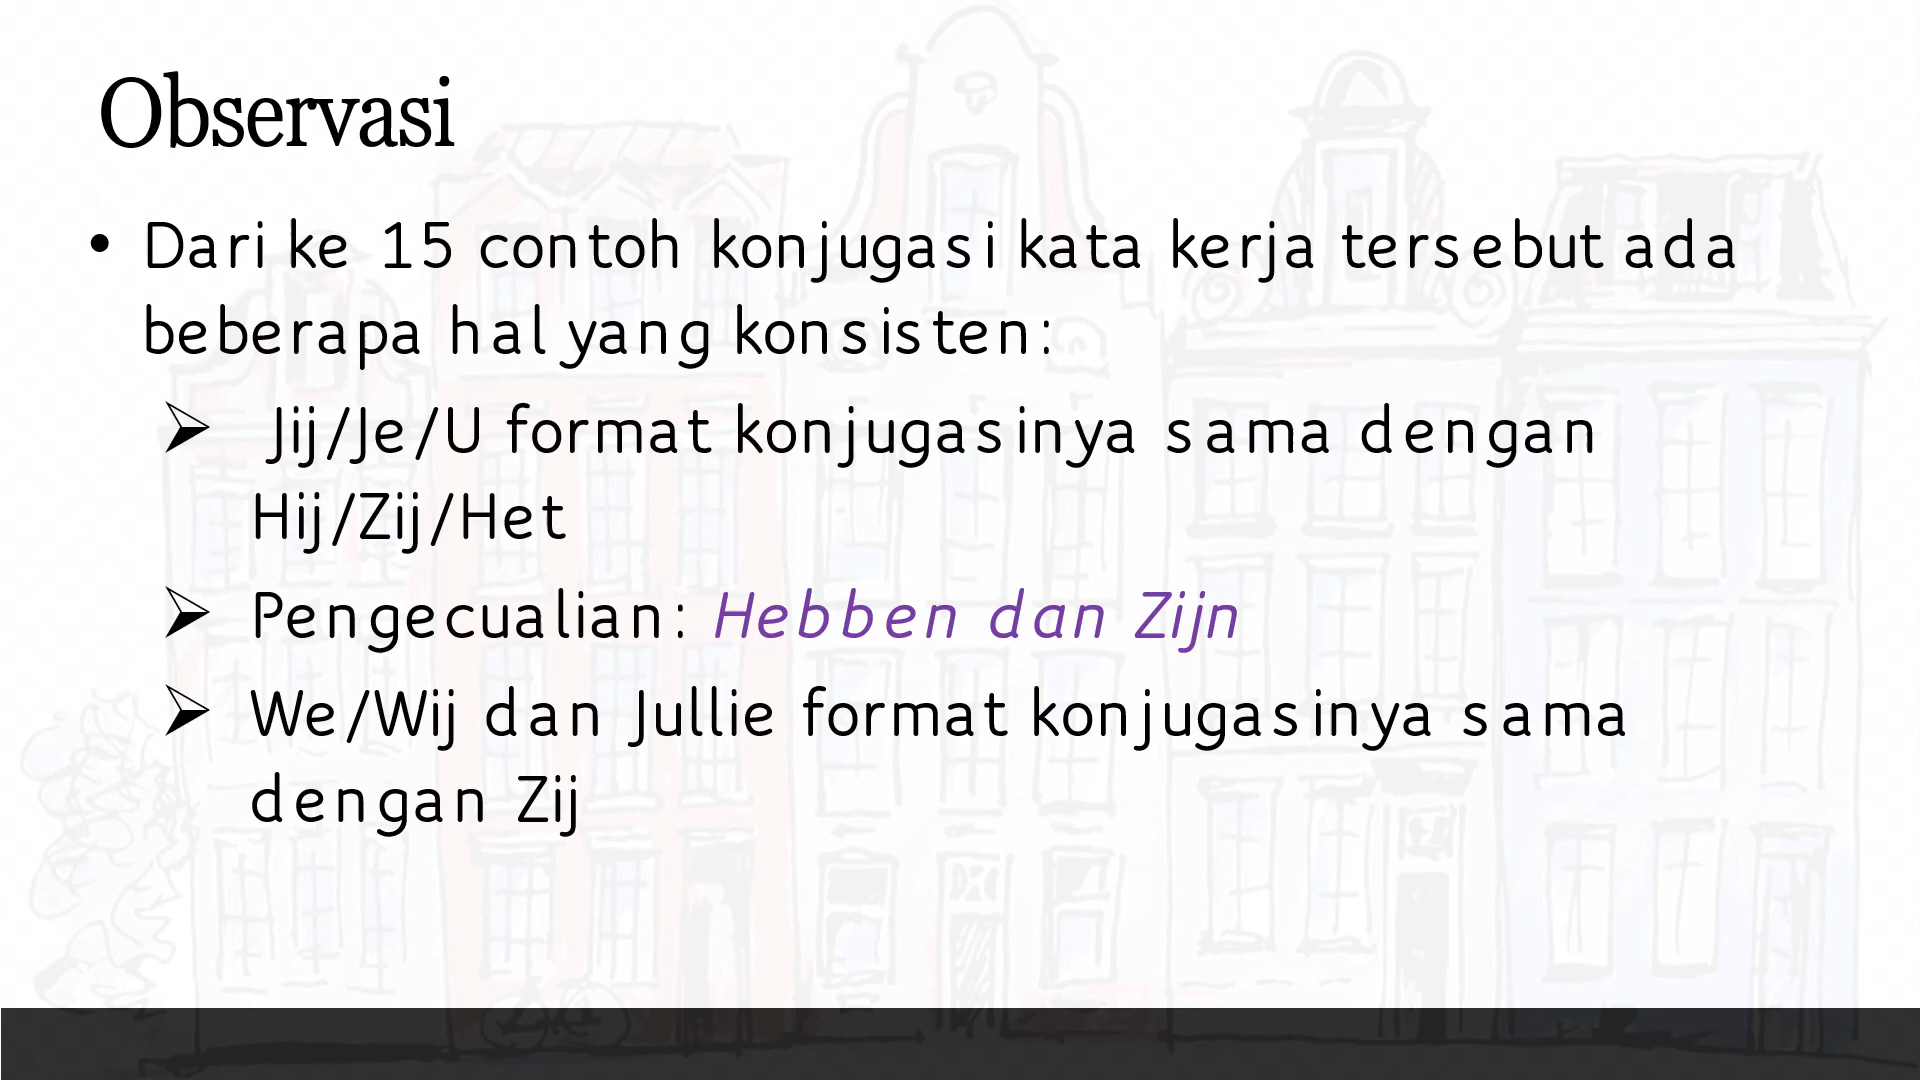 Observasi
• Dari ke 15 contoh konjugasi kata kerja tersebut ada
beberapa hal yang konsisten:
➢ Jij/Je/U format konjugasinya sama dengan
Hij/Zij/Het
➢ Pengecualian: Hebben dan Zijn
➢ We/Wij dan Jullie format konjugasinya sama
dengan Zij